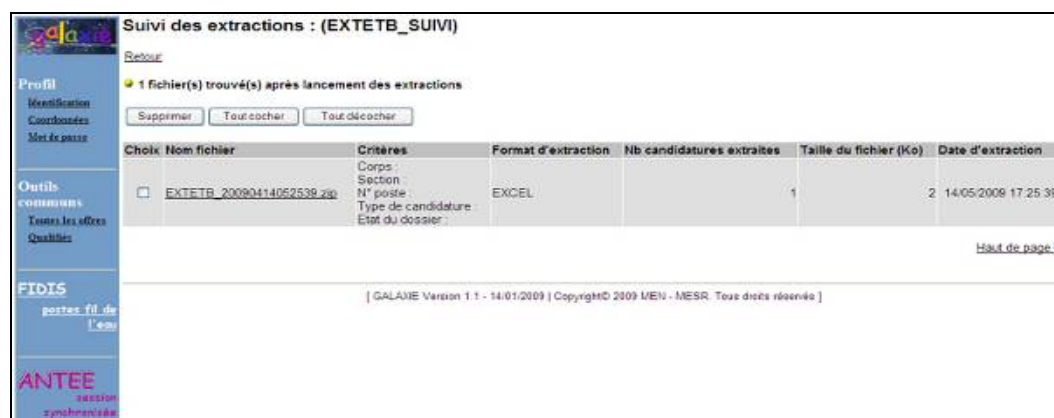 galaxie
Suivi des extractions : (EXTETB_SUIVI)
Retour
Profil
1 fichier(s) trouvé(s) après lancement des extractions
Identification
Coordonnées
Mot de passe
Supprimer Tout cocher Tout décocher
Choix Nom fichier Critères Format d'extraction Nb candidatures extraites Taille du fichier (Ko) Date d'extraction
Corps :
Section :
N° poste :
Type de candidature :
Etat du dossier :
EXTETB_20090414052539.zip EXCEL 1 2 14/05/2009 17:25:39
Outils communs
Toutes les offres
Qualifiés
Haut de page
FIDIS
postes fil de l'eau
[ GALAXIE Version 1.1 - 14/01/2009 | Copyright© 2009 MEN - MESR. Tous droits réservés ]
ANTEE
session
synchronisée